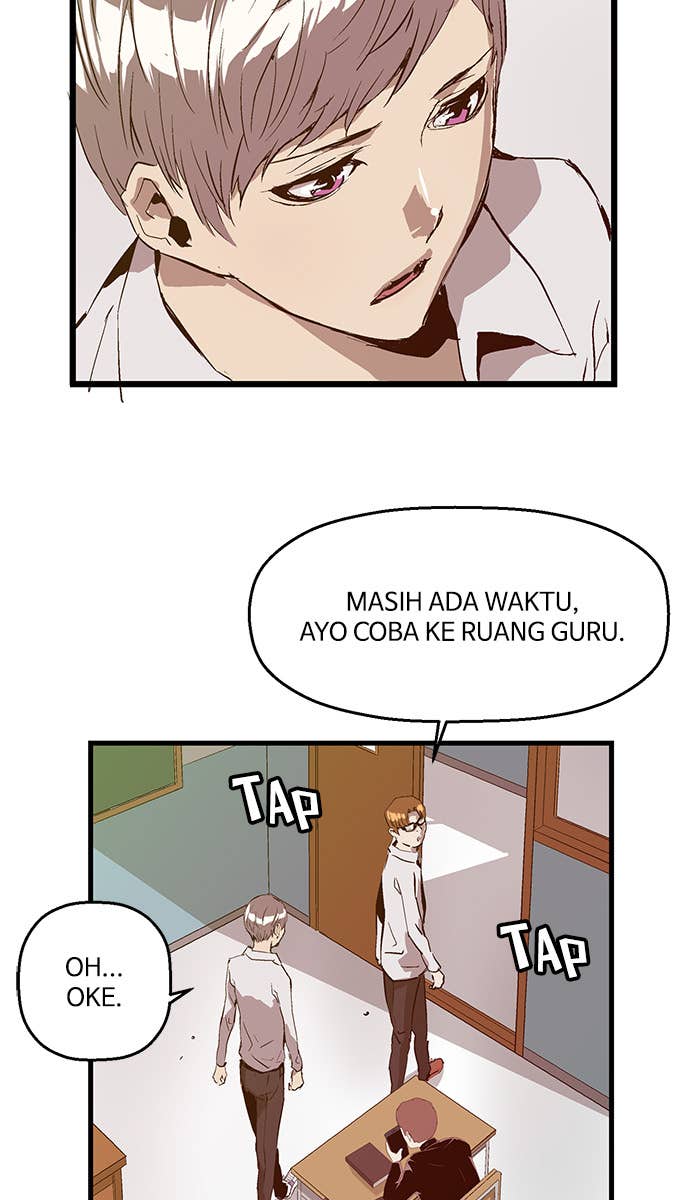 MASIH ADA WAKTU,
AYO COBA KE RUANG GURU.
TAP
TAP
OH...
OKE.